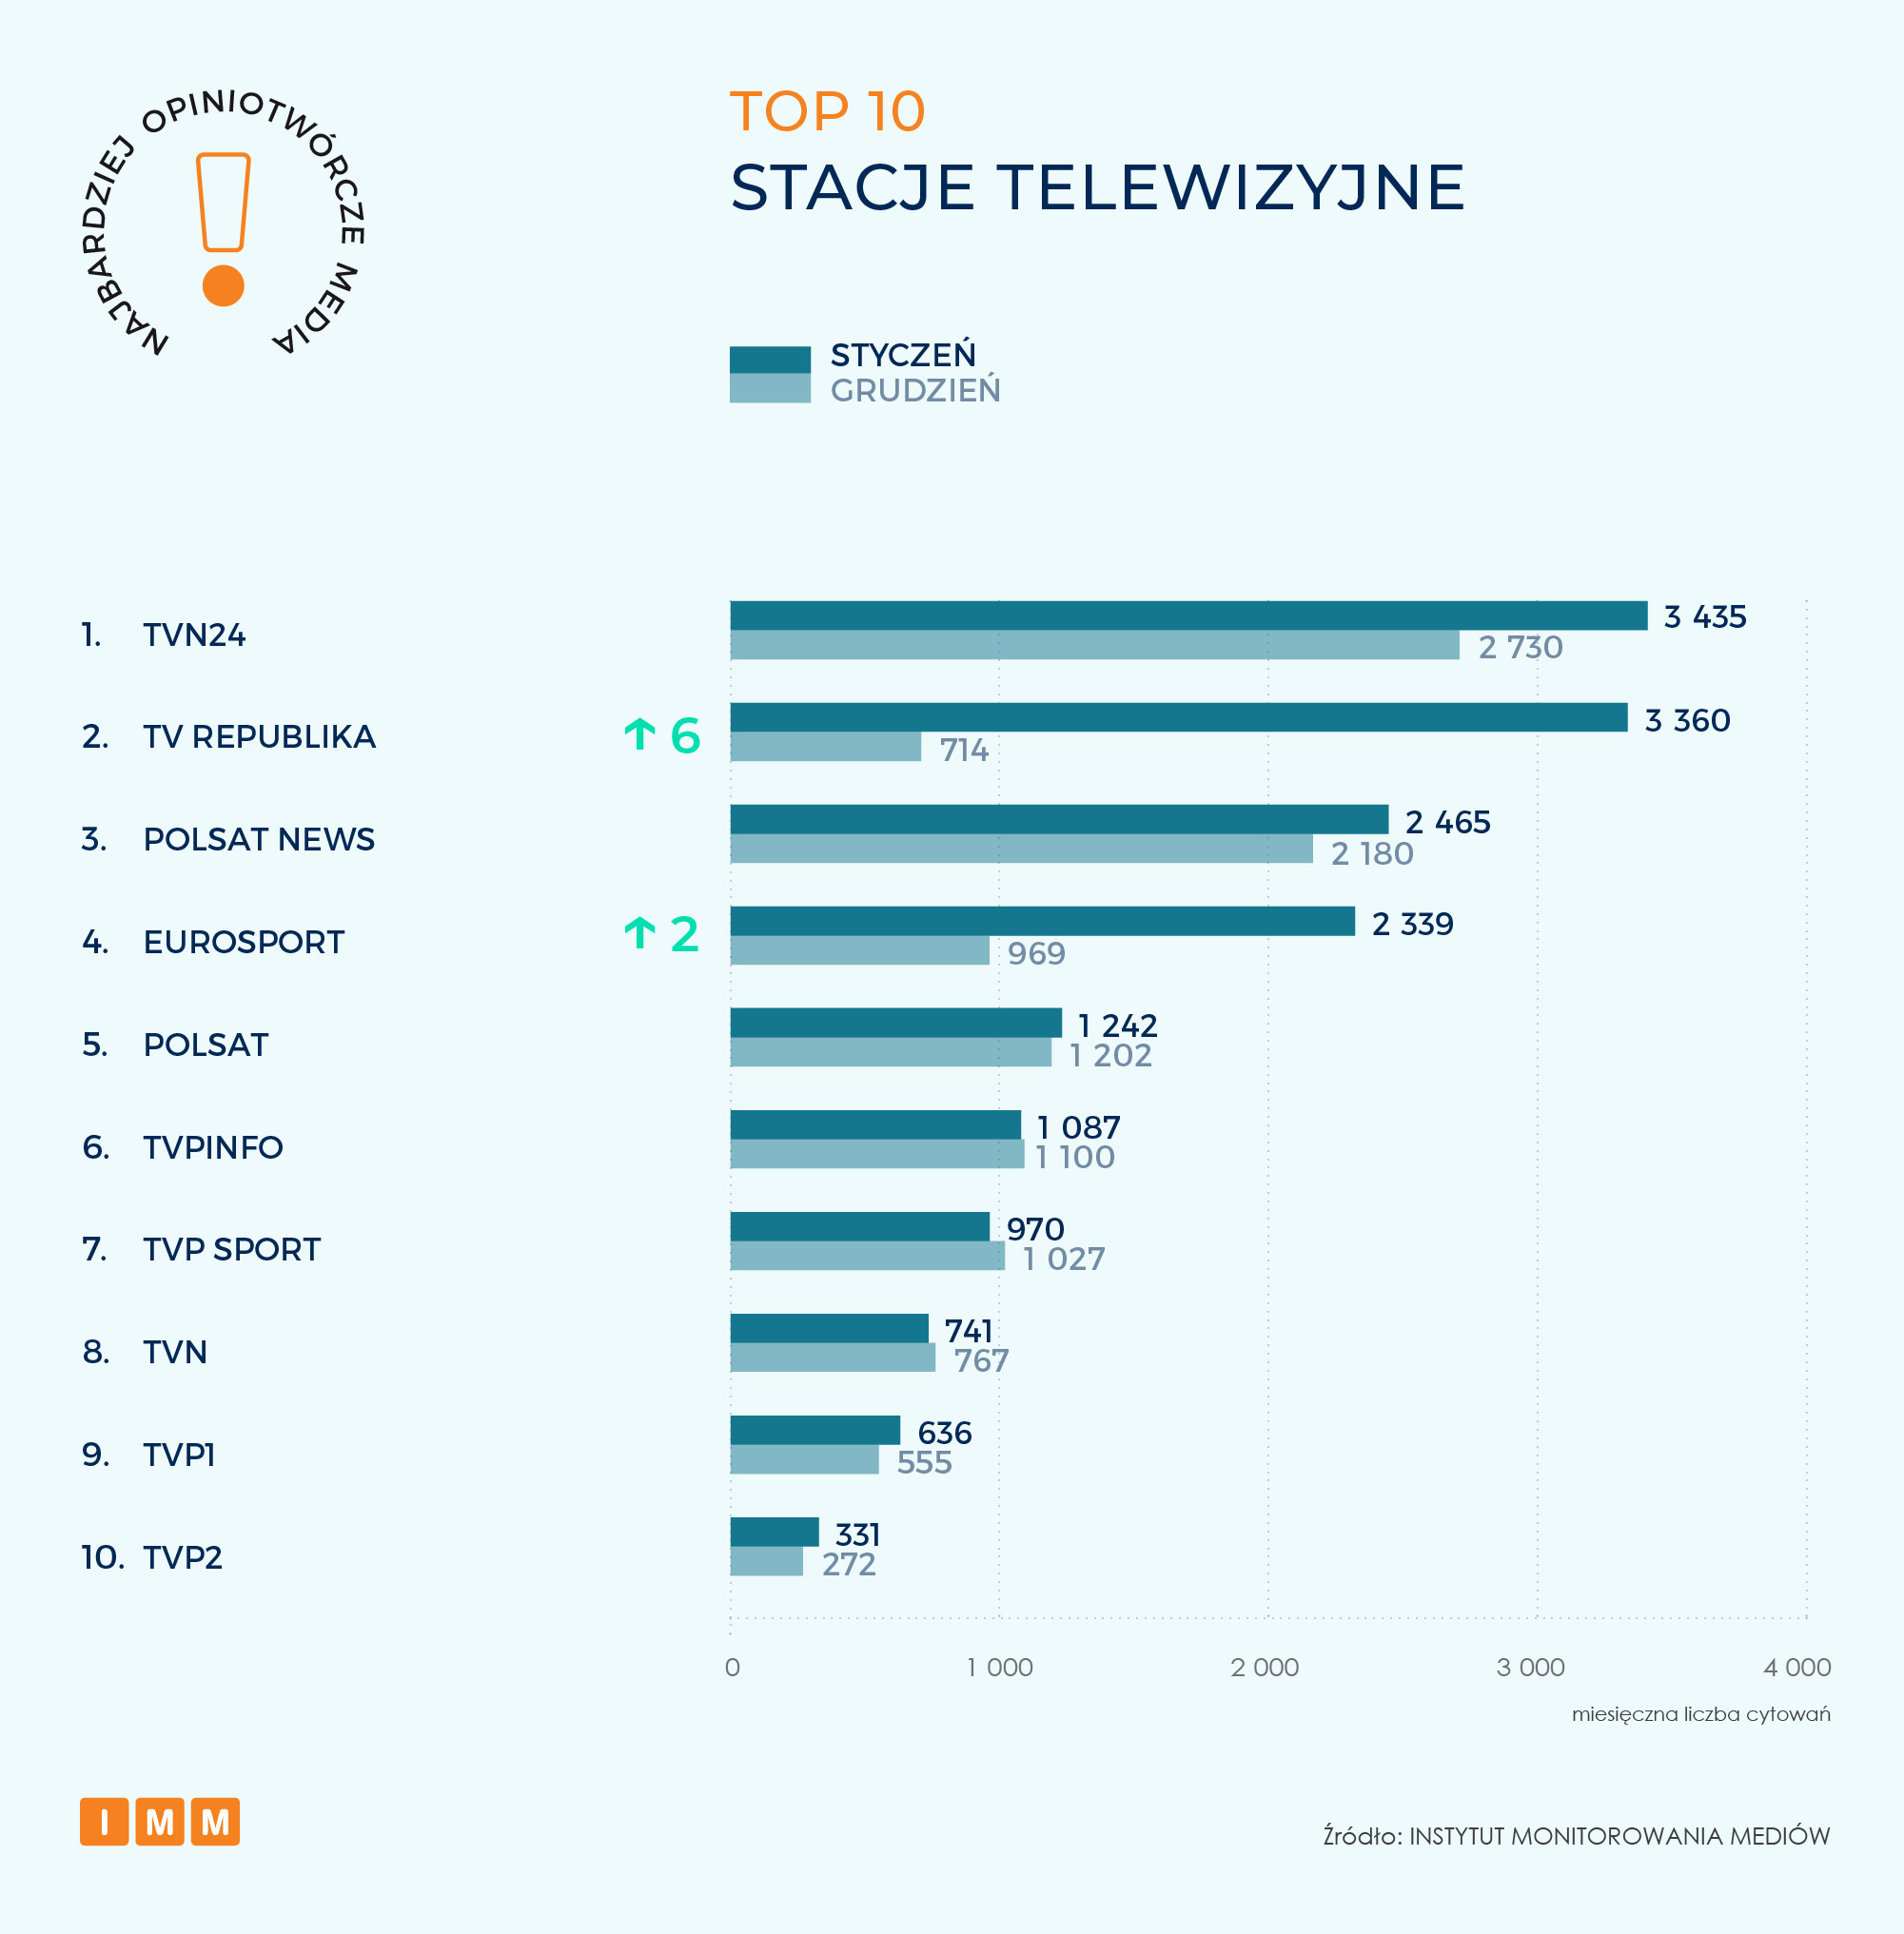 NAJBARDZIEJ OPINIOTWÓRCZE MEDIA
TOP 10
STACJE TELEWIZYJNE
STYCZEŃ
GRUDZIEŃ
1. TVN24 3 435
2 730
2. TV REPUBLIKA ↑ 6 3 360
714
3. POLSAT NEWS 2 465
2 180
4. EUROSPORT ↑ 2 2 339
969
5. POLSAT 1 242
1 202
6. TVPINFO 1 087
1 100
7. TVP SPORT 970
1 027
8. TVN 741
767
9. TVP1 636
555
10. TVP2 331
272
0 1 000 2 000 3 000 4 000
miesięczna liczba cytowań
IMM
Źródło: INSTYTUT MONITOROWANIA MEDIÓW